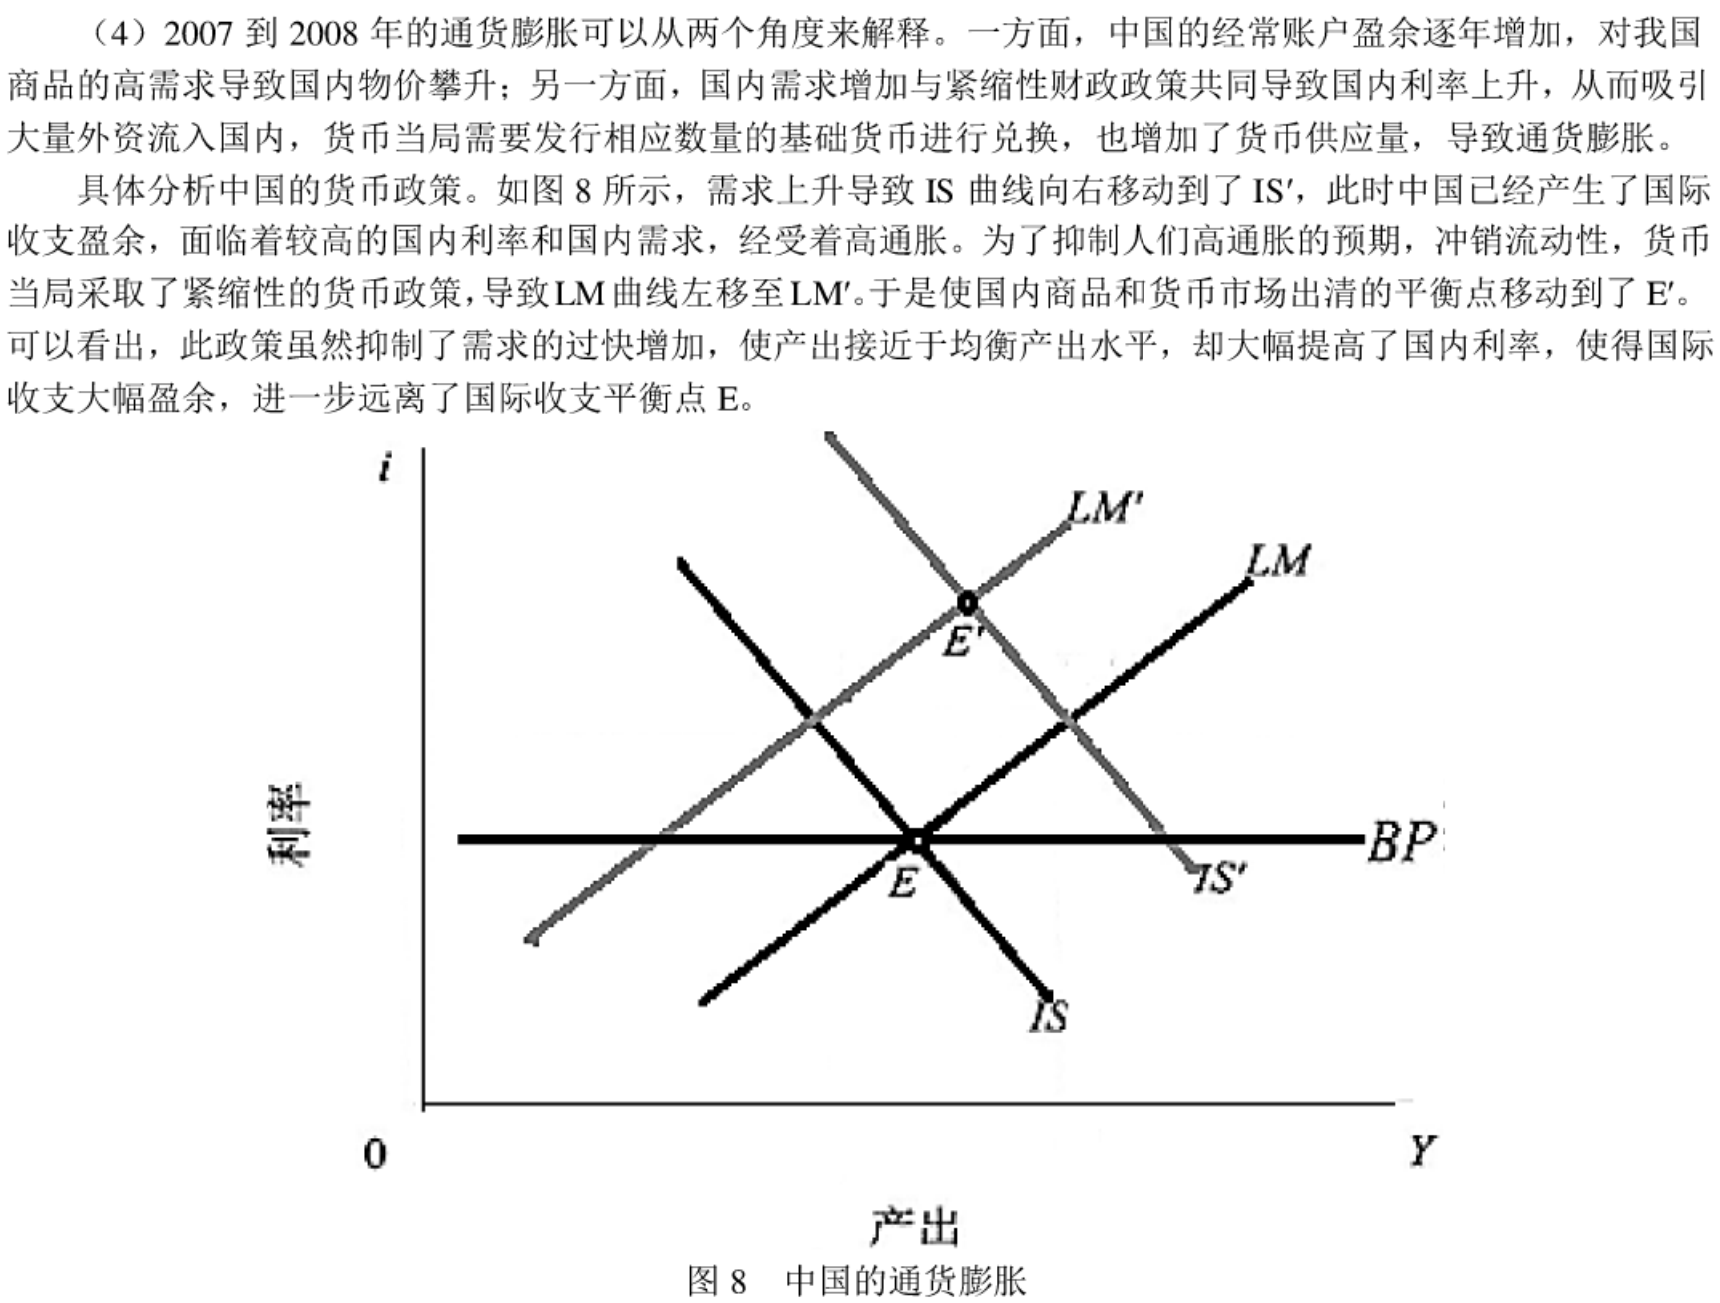 （4）2007 到 2008 年的通货膨胀可以从两个角度来解释。一方面，中国的经常账户盈余逐年增加，对我国
商品的高需求导致国内物价攀升；另一方面，国内需求增加与紧缩性财政政策共同导致国内利率上升，从而吸引
大量外资流入国内，货币当局需要发行相应数量的基础货币进行兑换，也增加了货币供应量，导致通货膨胀。
具体分析中国的货币政策。如图 8 所示，需求上升导致 IS 曲线向右移动到了 IS′，此时中国已经产生了国际
收支盈余，面临着较高的国内利率和国内需求，经受着高通胀。为了抑制人们高通胀的预期，冲销流动性，货币
当局采取了紧缩性的货币政策，导致 LM 曲线左移至 LM′。于是使国内商品和货币市场出清的平衡点移动到了 E′。
可以看出，此政策虽然抑制了需求的过快增加，使产出接近于均衡产出水平，却大幅提高了国内利率，使得国际
收支大幅盈余，进一步远离了国际收支平衡点 E。
i
LM'
LM
E'
利率
BP
E
IS'
IS
0
Y
产出
图 8 中国的通货膨胀